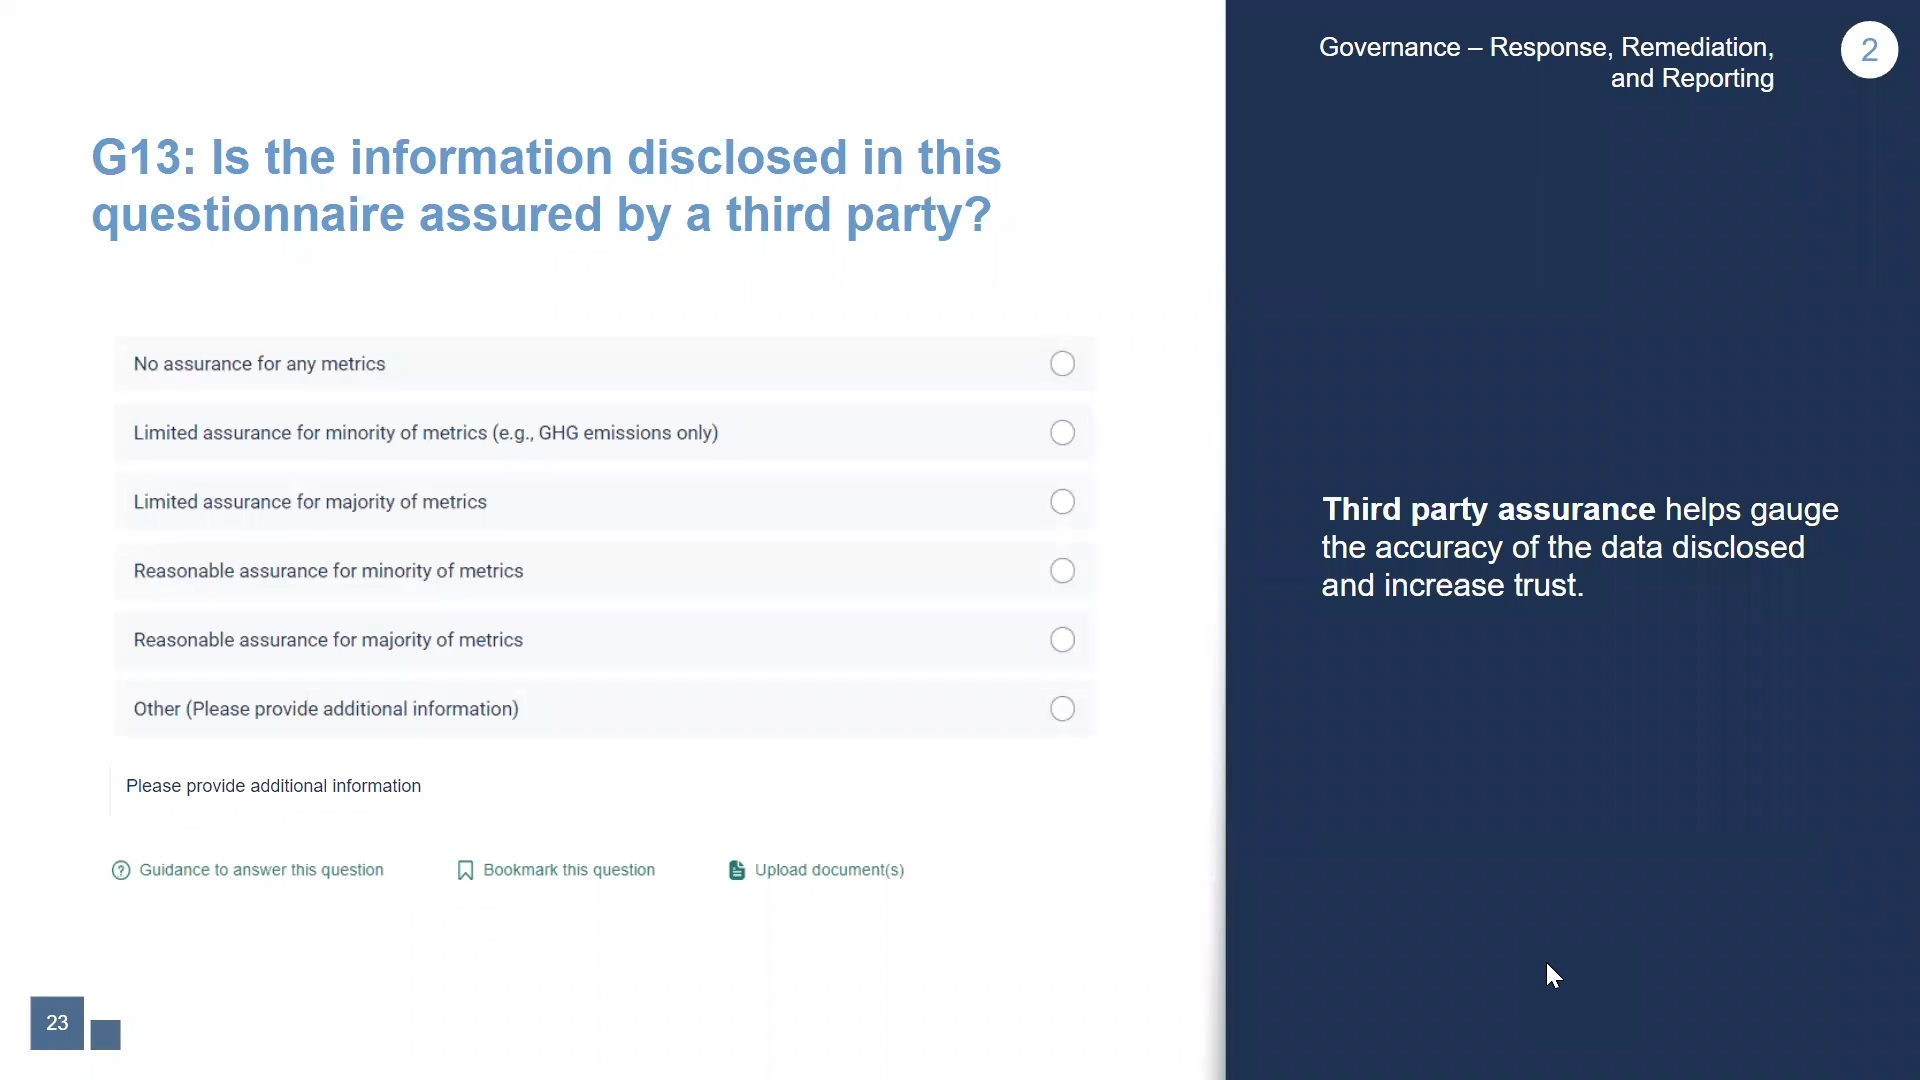 Governance – Response, Remediation,
and Reporting
2
G13: Is the information disclosed in this
questionnaire assured by a third party?
No assurance for any metrics
Limited assurance for minority of metrics (e.g., GHG emissions only)
Limited assurance for majority of metrics
Reasonable assurance for minority of metrics
Reasonable assurance for majority of metrics
Other (Please provide additional information)
Please provide additional information
Guidance to answer this question
Bookmark this question
Upload document(s)
Third party assurance helps gauge
the accuracy of the data disclosed
and increase trust.
23